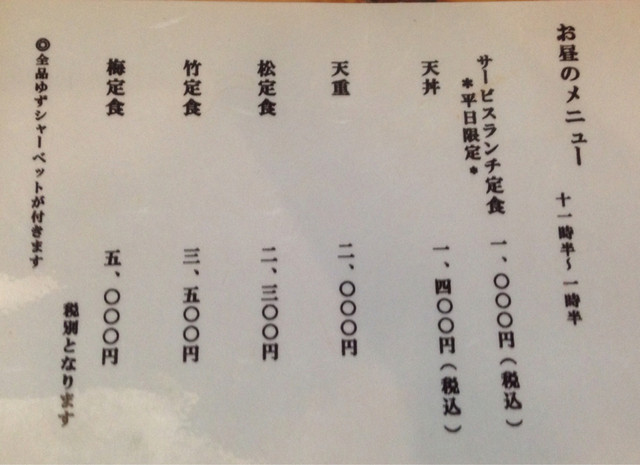 お昼のメニュー　十一時半〜一時半
サービスランチ定食　一、〇〇〇円（税込）
＊平日限定＊
天丼　一、四〇〇円（税込）
天重　二、〇〇〇円
松定食　二、三〇〇円
竹定食　三、五〇〇円
梅定食　五、〇〇〇円
税別となります
◎全品ゆずシャーベットが付きます